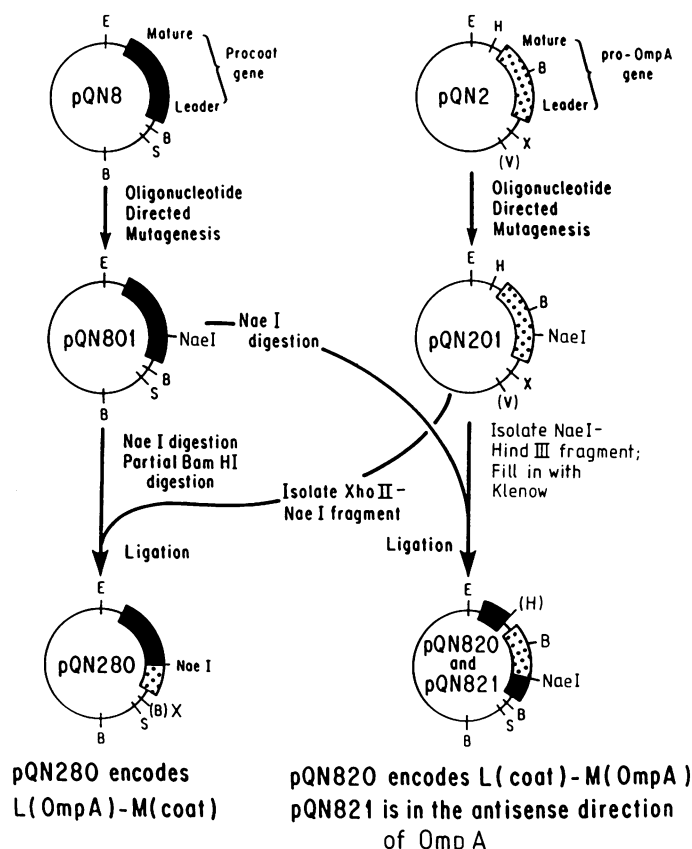 E
Mature
Procoat
gene
pQN8
Leader
B
S
B
E
H
Mature
pro-OmpA
gene
B
pQN2
Leader
X
(V)
Oligonucleotide
Directed
Mutagenesis
Oligonucleotide
Directed
Mutagenesis
E
pQN801
NaeI
B
S
B
Nae I
digestion
E
H
B
pQN201
NaeI
X
(V)
Nae I digestion
Partial Bam HI
digestion
Isolate Xho II–
Nae I fragment
Isolate NaeI–
Hind III fragment;
Fill in with
Klenow
Ligation
Ligation
E
pQN280
Nae I
(B) X
S
B
E
(H)
B
pQN820
and
pQN821
NaeI
B
S
B
pQN280 encodes
L(OmpA)-M(coat)
pQN820 encodes L(coat)-M(OmpA)
pQN821 is in the antisense direction
of OmpA